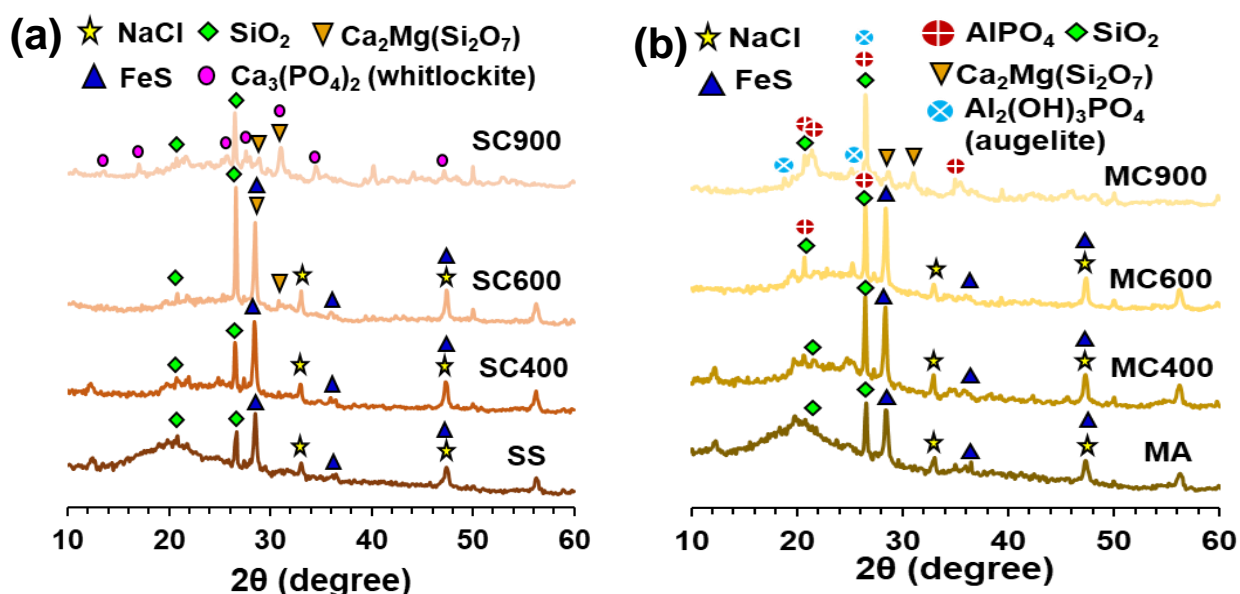 (a) NaCl SiO₂ Ca₂Mg(Si₂O₇)
FeS Ca₃(PO₄)₂ (whitlockite)
SC900
SC600
SC400
SS
10 20 30 40 50 60
2θ (degree)
(b) NaCl AlPO₄ SiO₂
FeS Ca₂Mg(Si₂O₇)
Al₂(OH)₃PO₄
(augelite)
MC900
MC600
MC400
MA
10 20 30 40 50 60
2θ (degree)